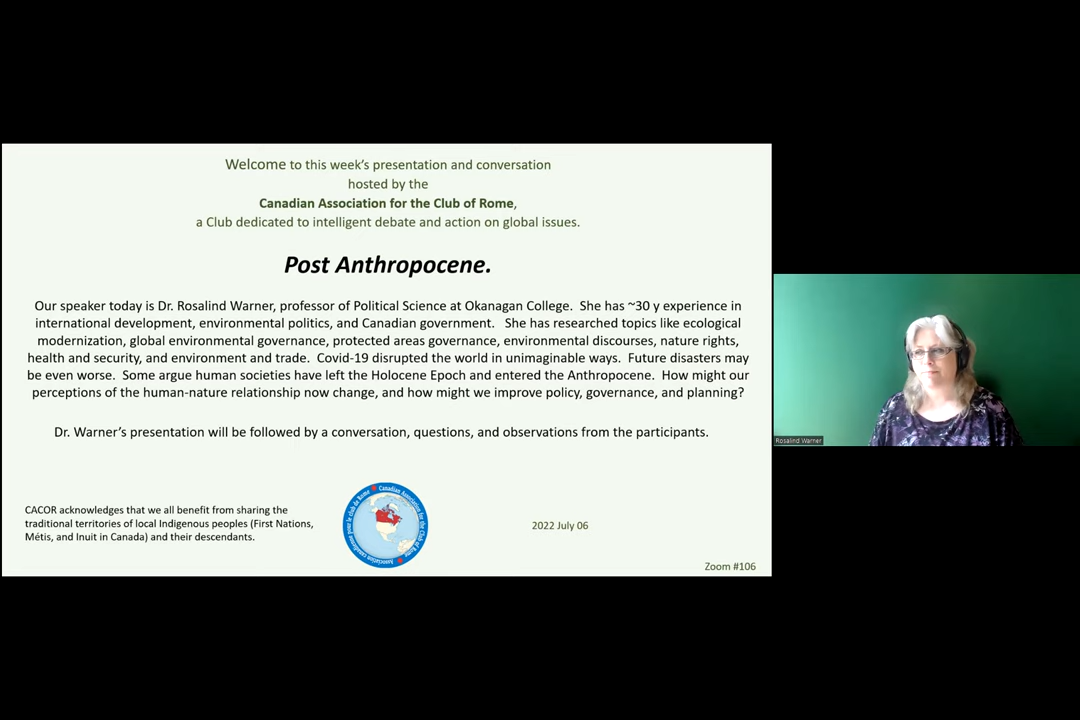 Welcome to this week's presentation and conversation
hosted by the
Canadian Association for the Club of Rome,
a Club dedicated to intelligent debate and action on global issues.
Post Anthropocene.
Our speaker today is Dr. Rosalind Warner, professor of Political Science at Okanagan College. She has ~30 y experience in
international development, environmental politics, and Canadian government. She has researched topics like ecological
modernization, global environmental governance, protected areas governance, environmental discourses, nature rights,
health and security, and environment and trade. Covid-19 disrupted the world in unimaginable ways. Future disasters may
be even worse. Some argue human societies have left the Holocene Epoch and entered the Anthropocene. How might our
perceptions of the human-nature relationship now change, and how might we improve policy, governance, and planning?
Dr. Warner's presentation will be followed by a conversation, questions, and observations from the participants.
CACOR acknowledges that we all benefit from sharing the
traditional territories of local Indigenous peoples (First Nations,
Métis, and Inuit in Canada) and their descendants.
Canadian Association for the Club of Rome
Association canadienne pour le club de Rome
2022 July 06
Zoom #106
Rosalind Warner